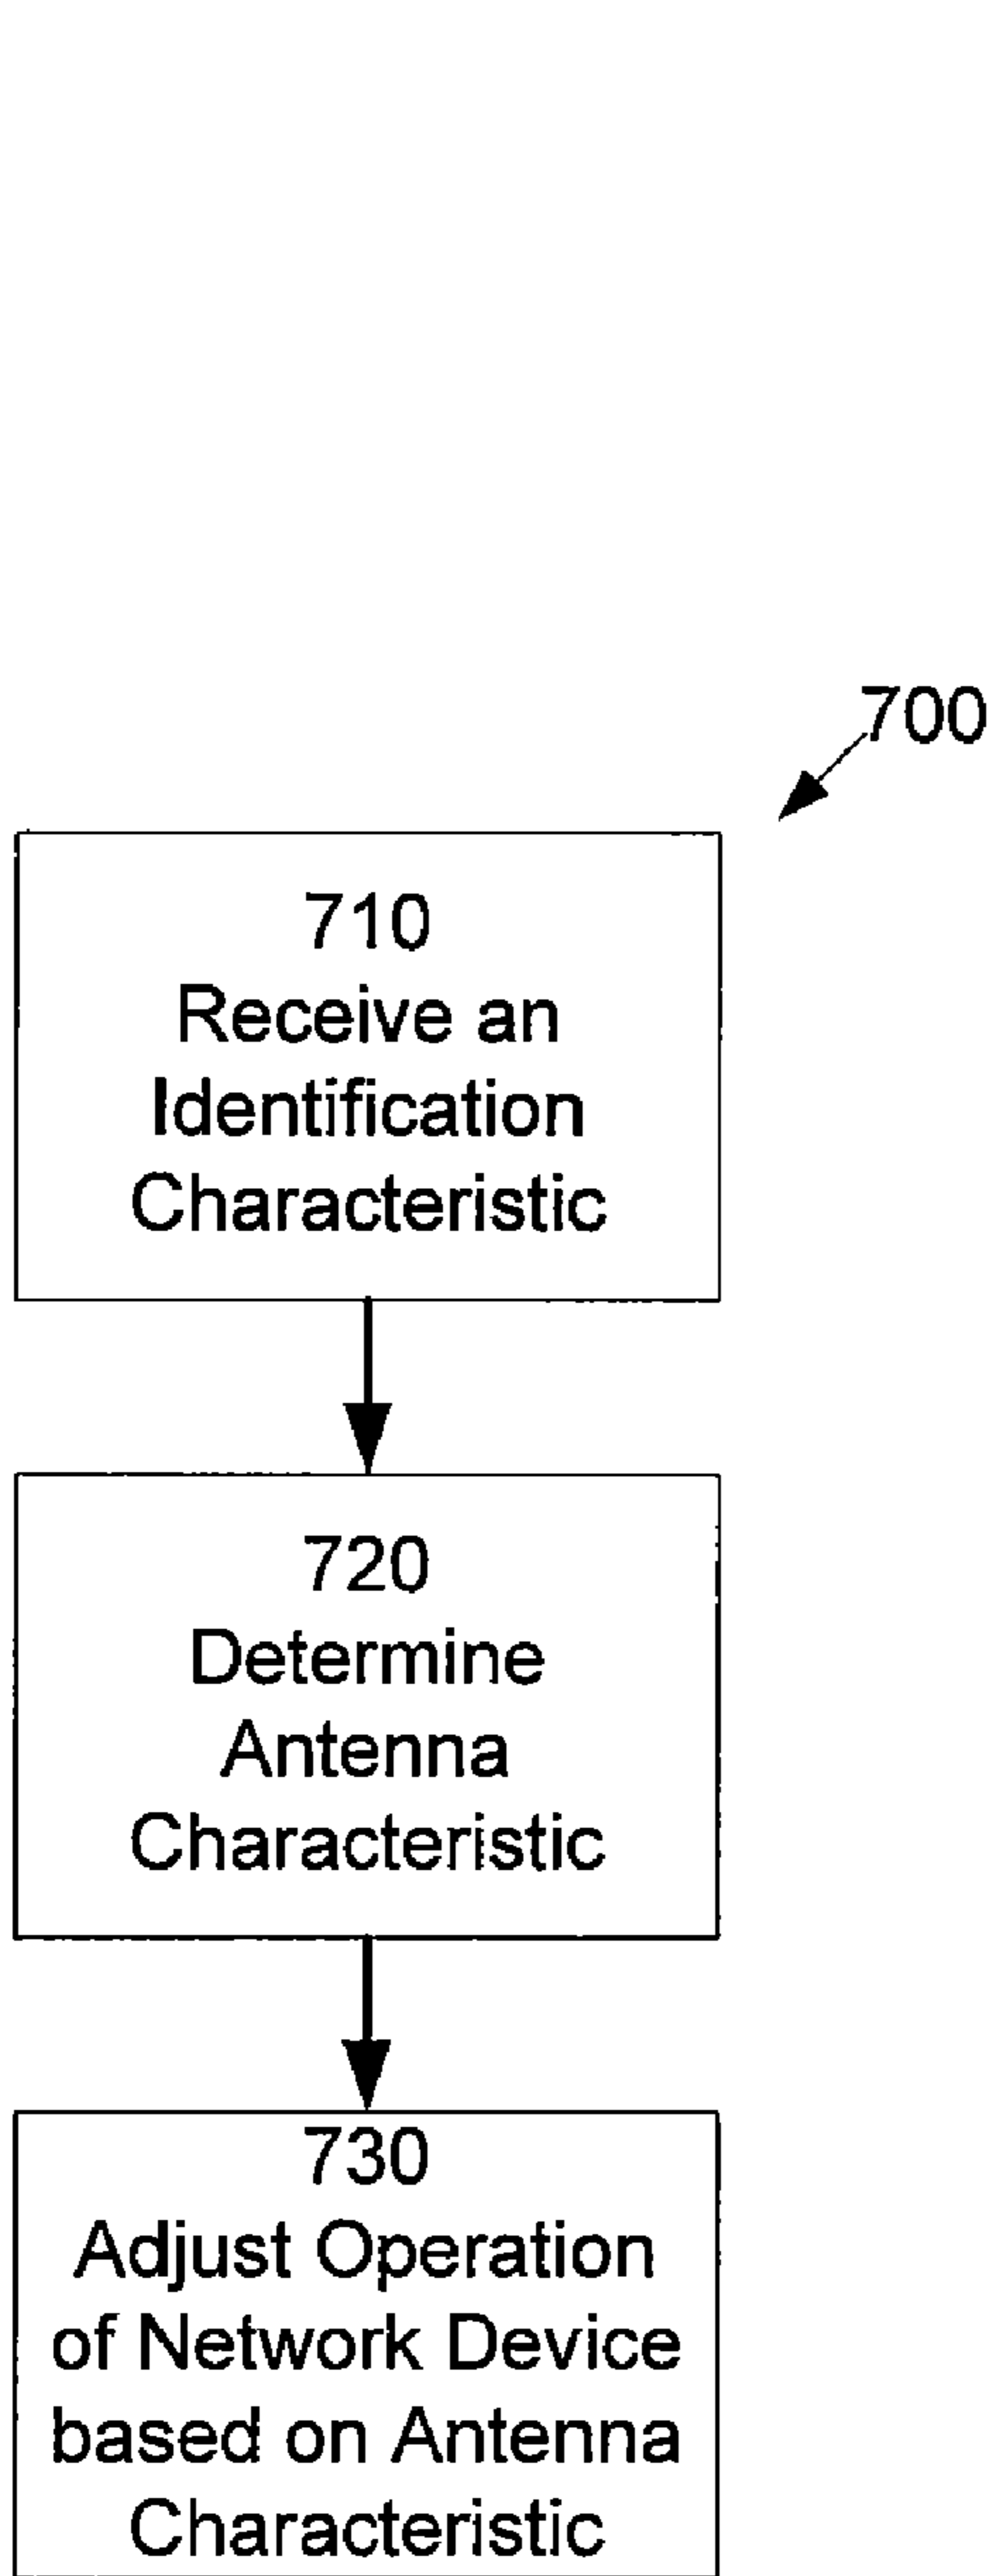 700
710
Receive an
Identification
Characteristic
720
Determine
Antenna
Characteristic
730
Adjust Operation
of Network Device
based on Antenna
Characteristic